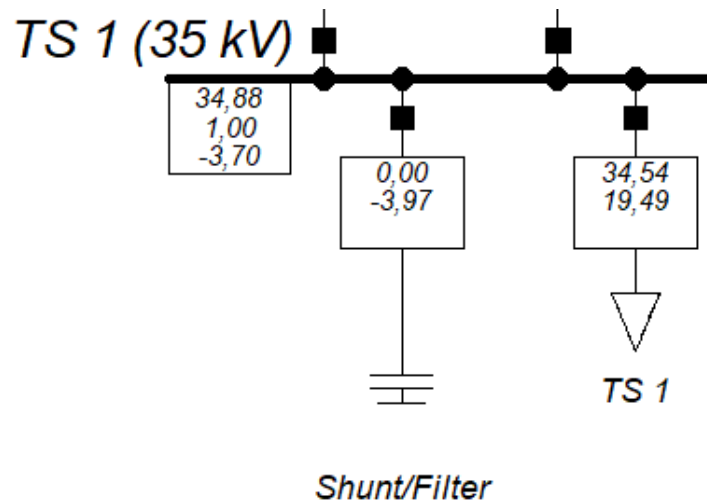 TS 1 (35 kV)
34,88
1,00
-3,70
0,00
-3,97
34,54
19,49
TS 1
Shunt/Filter